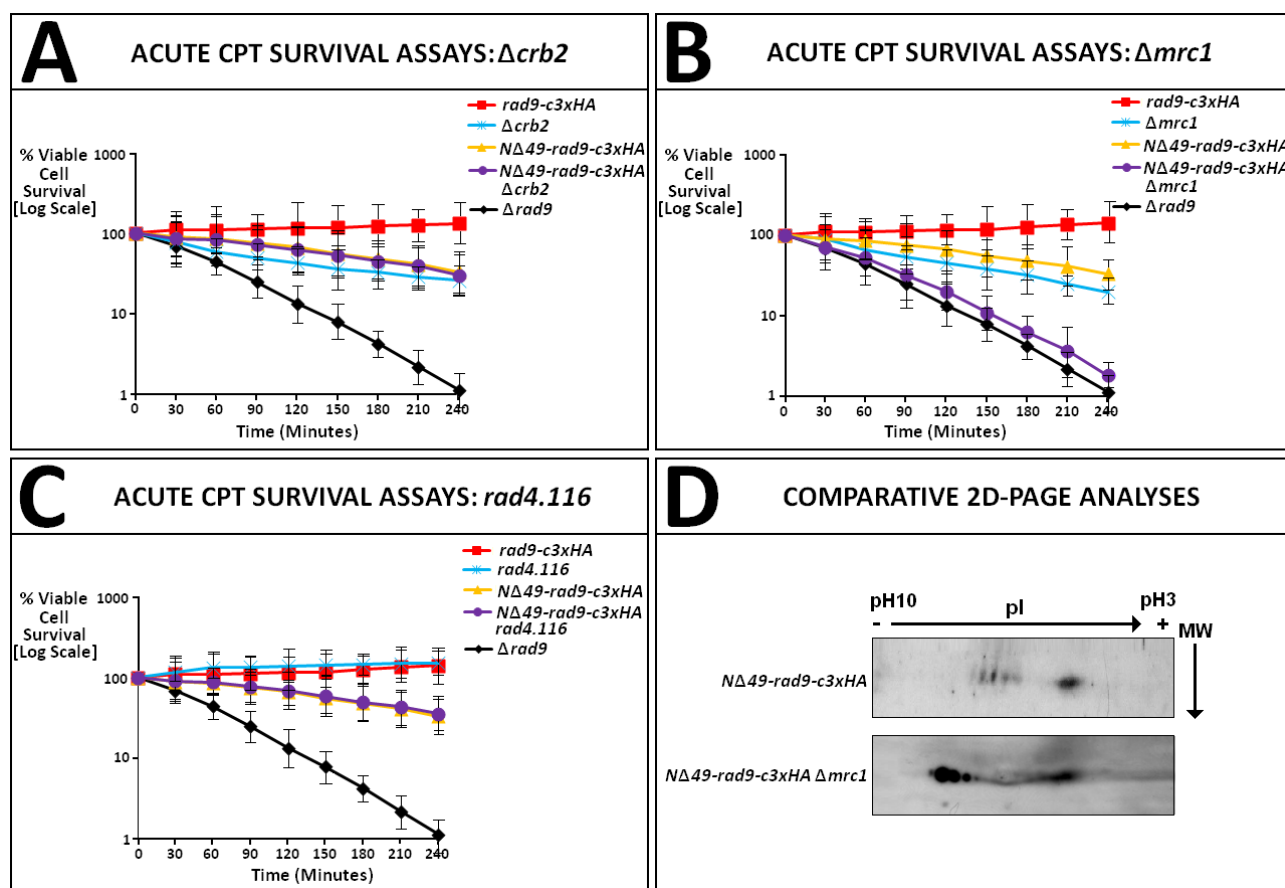 A
ACUTE CPT SURVIVAL ASSAYS: Δcrb2
rad9-c3xHA
Δcrb2
NΔ49-rad9-c3xHA
NΔ49-rad9-c3xHA
Δcrb2
Δrad9
% Viable
Cell
Survival
[Log Scale]
1000
100
10
1
0 30 60 90 120 150 180 210 240
Time (Minutes)
B
ACUTE CPT SURVIVAL ASSAYS: Δmrc1
rad9-c3xHA
Δmrc1
NΔ49-rad9-c3xHA
NΔ49-rad9-c3xHA
Δmrc1
Δrad9
% Viable
Cell
Survival
[Log Scale]
1000
100
10
1
0 30 60 90 120 150 180 210 240
Time (Minutes)
C
ACUTE CPT SURVIVAL ASSAYS: rad4.116
rad9-c3xHA
rad4.116
NΔ49-rad9-c3xHA
NΔ49-rad9-c3xHA
rad4.116
Δrad9
% Viable
Cell
Survival
[Log Scale]
1000
100
10
1
0 30 60 90 120 150 180 210 240
Time (Minutes)
D
COMPARATIVE 2D-PAGE ANALYSES
pH10 pI pH3
- + MW
NΔ49-rad9-c3xHA
NΔ49-rad9-c3xHA Δmrc1